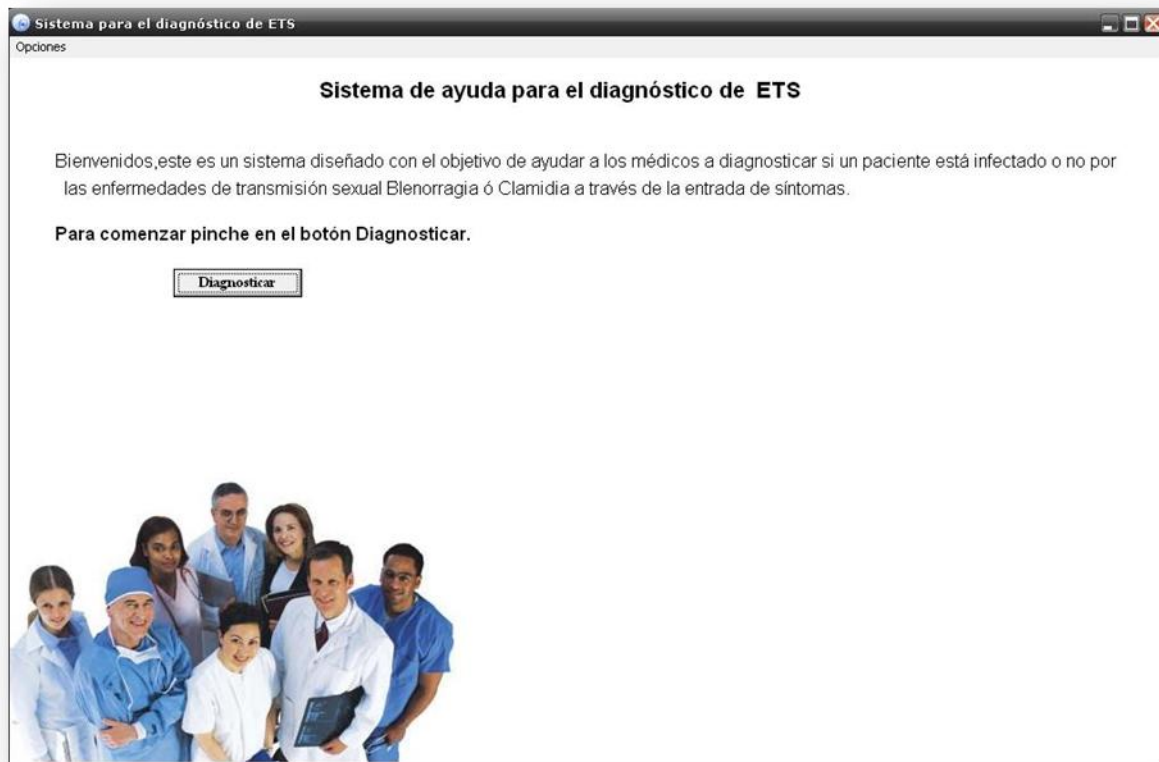 Sistema para el diagnóstico de ETS
Opciones
Sistema de ayuda para el diagnóstico de ETS
Bienvenidos,este es un sistema diseñado con el objetivo de ayudar a los médicos a diagnosticar si un paciente está infectado o no por
las enfermedades de transmisión sexual Blenorragia ó Clamidia a través de la entrada de síntomas.
Para comenzar pinche en el botón Diagnosticar.
Diagnosticar